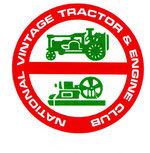 NATIONAL VINTAGE TRACTOR & ENGINE CLUB